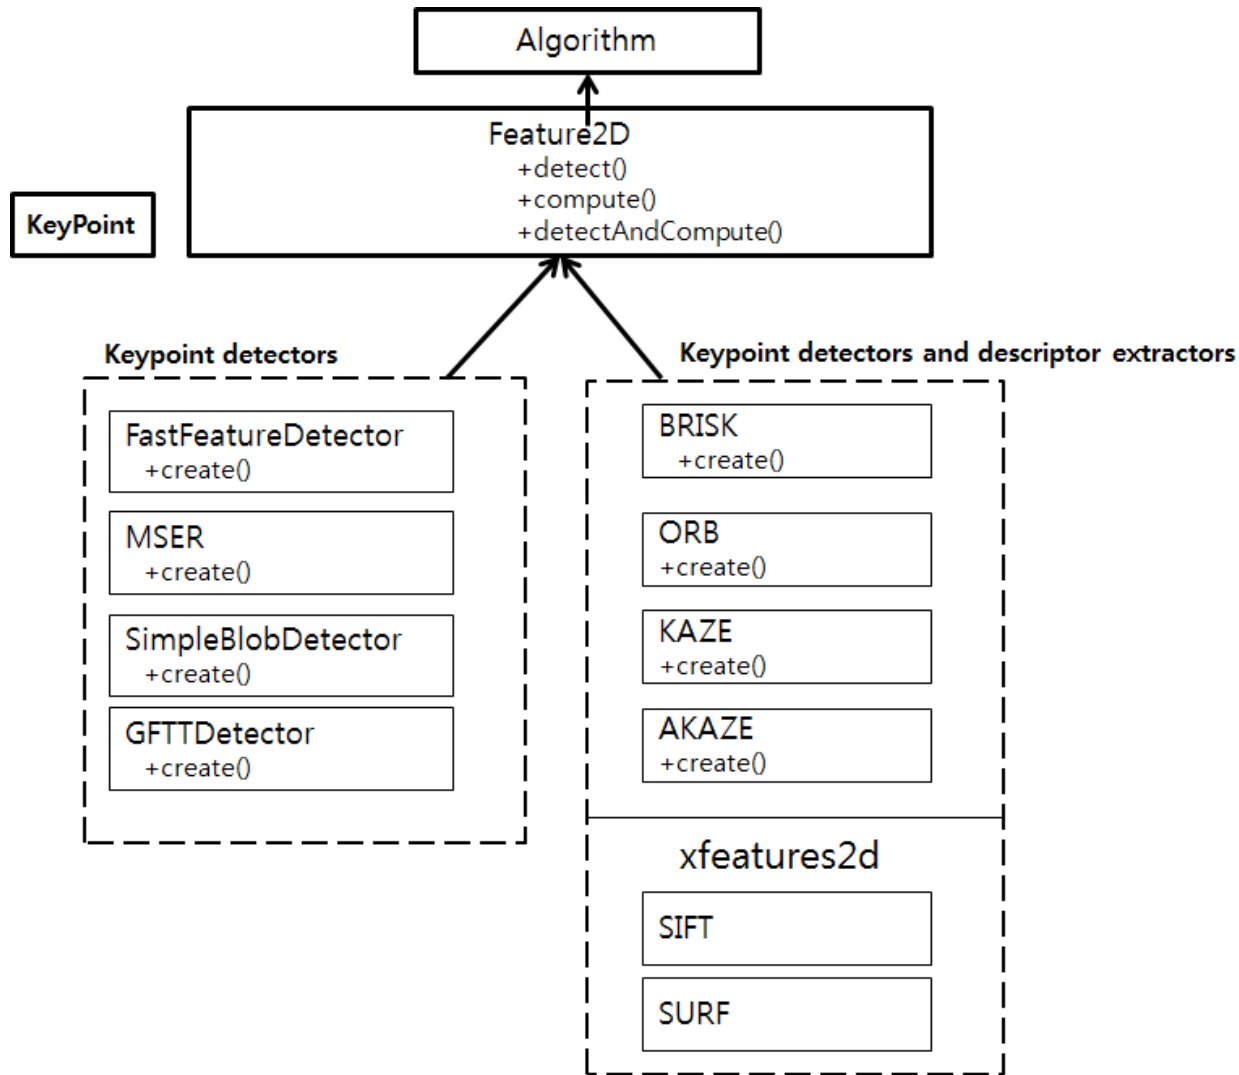 Algorithm
Feature2D
+detect()
+compute()
+detectAndCompute()
KeyPoint
Keypoint detectors
FastFeatureDetector
+create()
MSER
+create()
SimpleBlobDetector
+create()
GFTTDetector
+create()
Keypoint detectors and descriptor extractors
BRISK
+create()
ORB
+create()
KAZE
+create()
AKAZE
+create()
xfeatures2d
SIFT
SURF